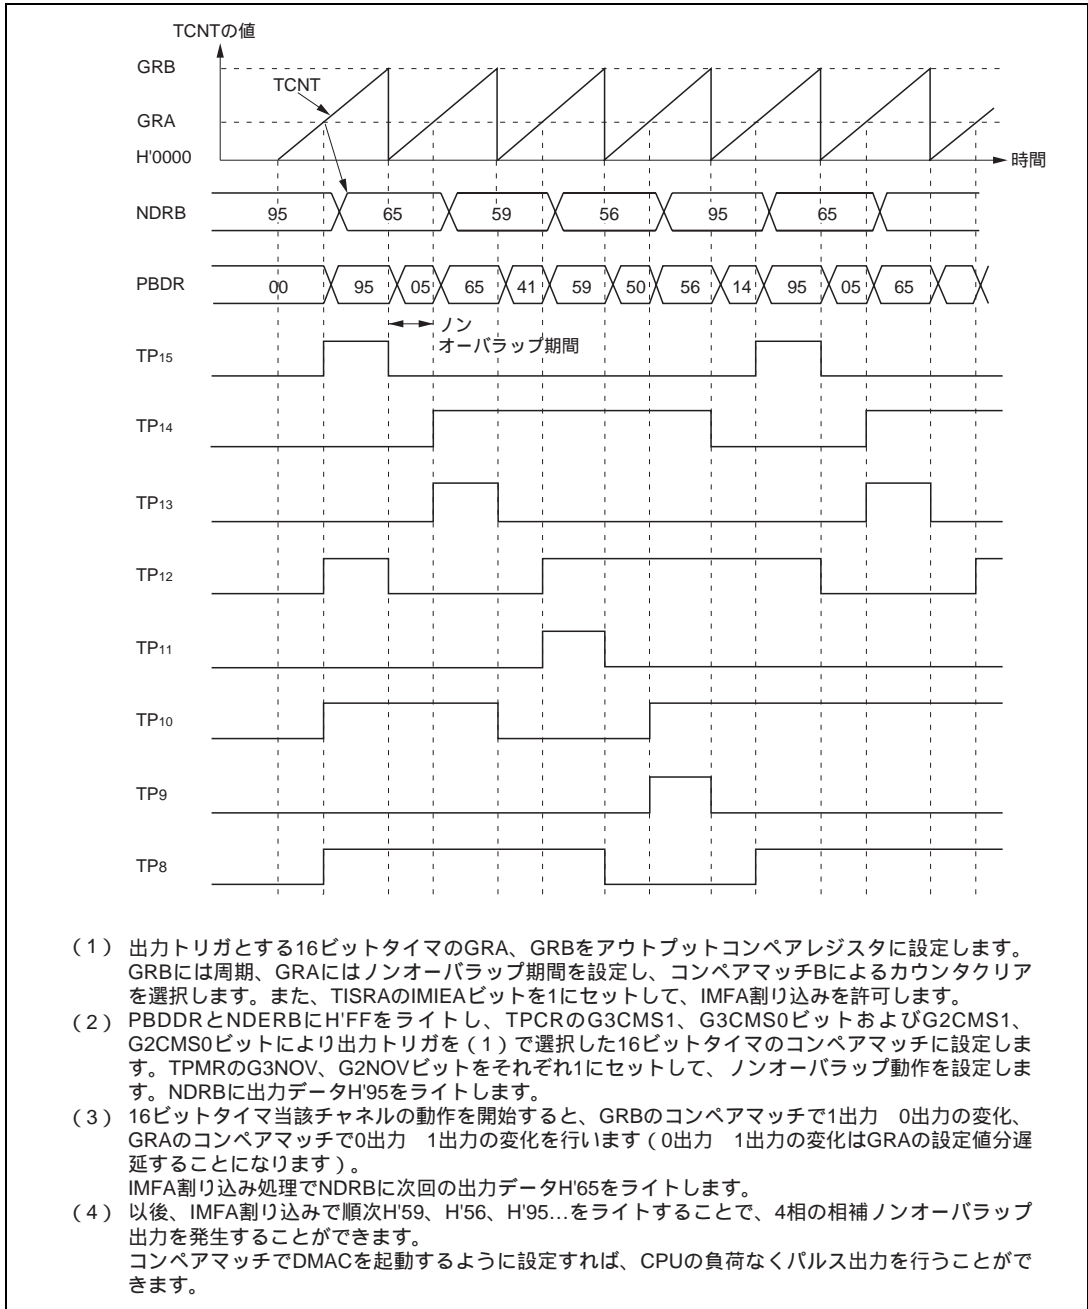 TCNTの値
GRB
TCNT
GRA
H'0000
時間
NDRB 95 65 59 56 95 65
PBDR 00 95 05 65 41 59 50 56 14 95 05 65
ノン
オーバラップ期間
TP15
TP14
TP13
TP12
TP11
TP10
TP9
TP8
(1) 出力トリガとする16ビットタイマのGRA、GRBをアウトプットコンペアレジスタに設定します。
GRBには周期、GRAにはノンオーバラップ期間を設定し、コンペアマッチBによるカウンタクリア
を選択します。また、TISRAのIMIEAビットを1にセットして、IMFA割り込みを許可します。
(2) PBDDRとNDERBにH'FFをライトし、TPCRのG3CMS1、G3CMS0ビットおよびG2CMS1、
G2CMS0ビットにより出力トリガを(1)で選択した16ビットタイマのコンペアマッチに設定しま
す。TPMRのG3NOV、G2NOVビットをそれぞれ1にセットして、ノンオーバラップ動作を設定しま
す。NDRBに出力データH'95をライトします。
(3) 16ビットタイマ当該チャネルの動作を開始すると、GRBのコンペアマッチで1出力 0出力の変化、
GRAのコンペアマッチで0出力 1出力の変化を行います(0出力 1出力の変化はGRAの設定値分遅
延することになります)。
IMFA割り込み処理でNDRBに次回の出力データH'65をライトします。
(4) 以後、IMFA割り込みで順次H'59、H'56、H'95...をライトすることで、4相の相補ノンオーバラップ
出力を発生することができます。
コンペアマッチでDMACを起動するように設定すれば、CPUの負荷なくパルス出力を行うことがで
きます。